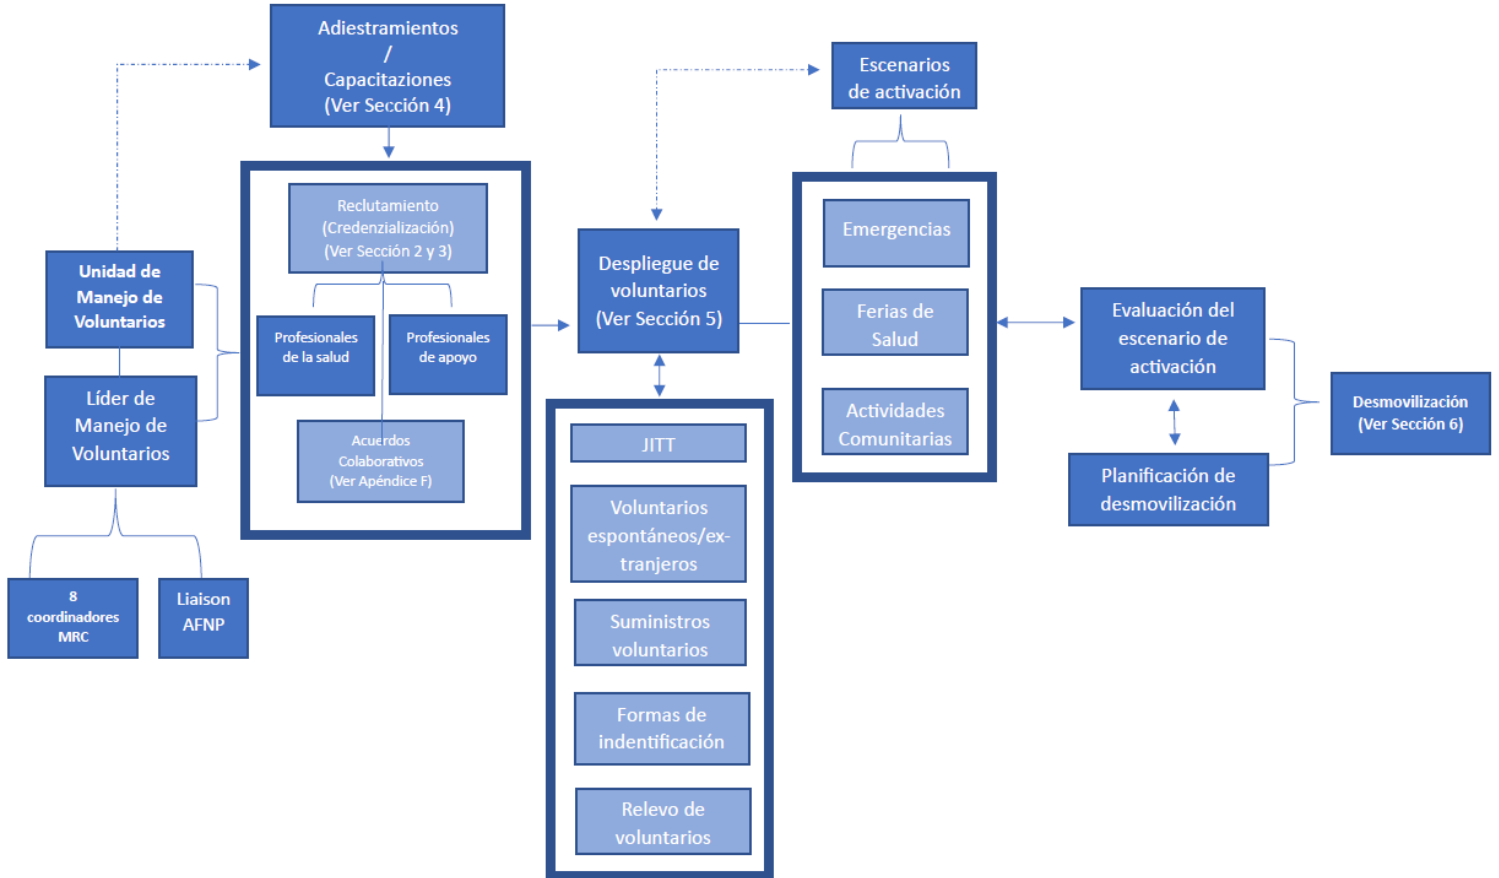 Adiestramientos
/
Capacitaziones
(Ver Sección 4)
Reclutamiento
(Credenzialización)
(Ver Sección 2 y 3)
Profesionales
de la salud
Profesionales
de apoyo
Acuerdos
Colaborativos
(Ver Apéndice F)
Unidad de
Manejo de
Voluntarios
Líder de
Manejo de
Voluntarios
8
coordinadores
MRC
Liaison
AFNP
Despliegue de
voluntarios
(Ver Sección 5)
JITT
Voluntarios
espontáneos/ex-
tranjeros
Suministros
voluntarios
Formas de
indentificación
Relevo de
voluntarios
Escenarios
de activación
Emergencias
Ferias de
Salud
Actividades
Comunitarias
Evaluación del
escenario de
activación
Planificación de
desmovilización
Desmovilización
(Ver Sección 6)